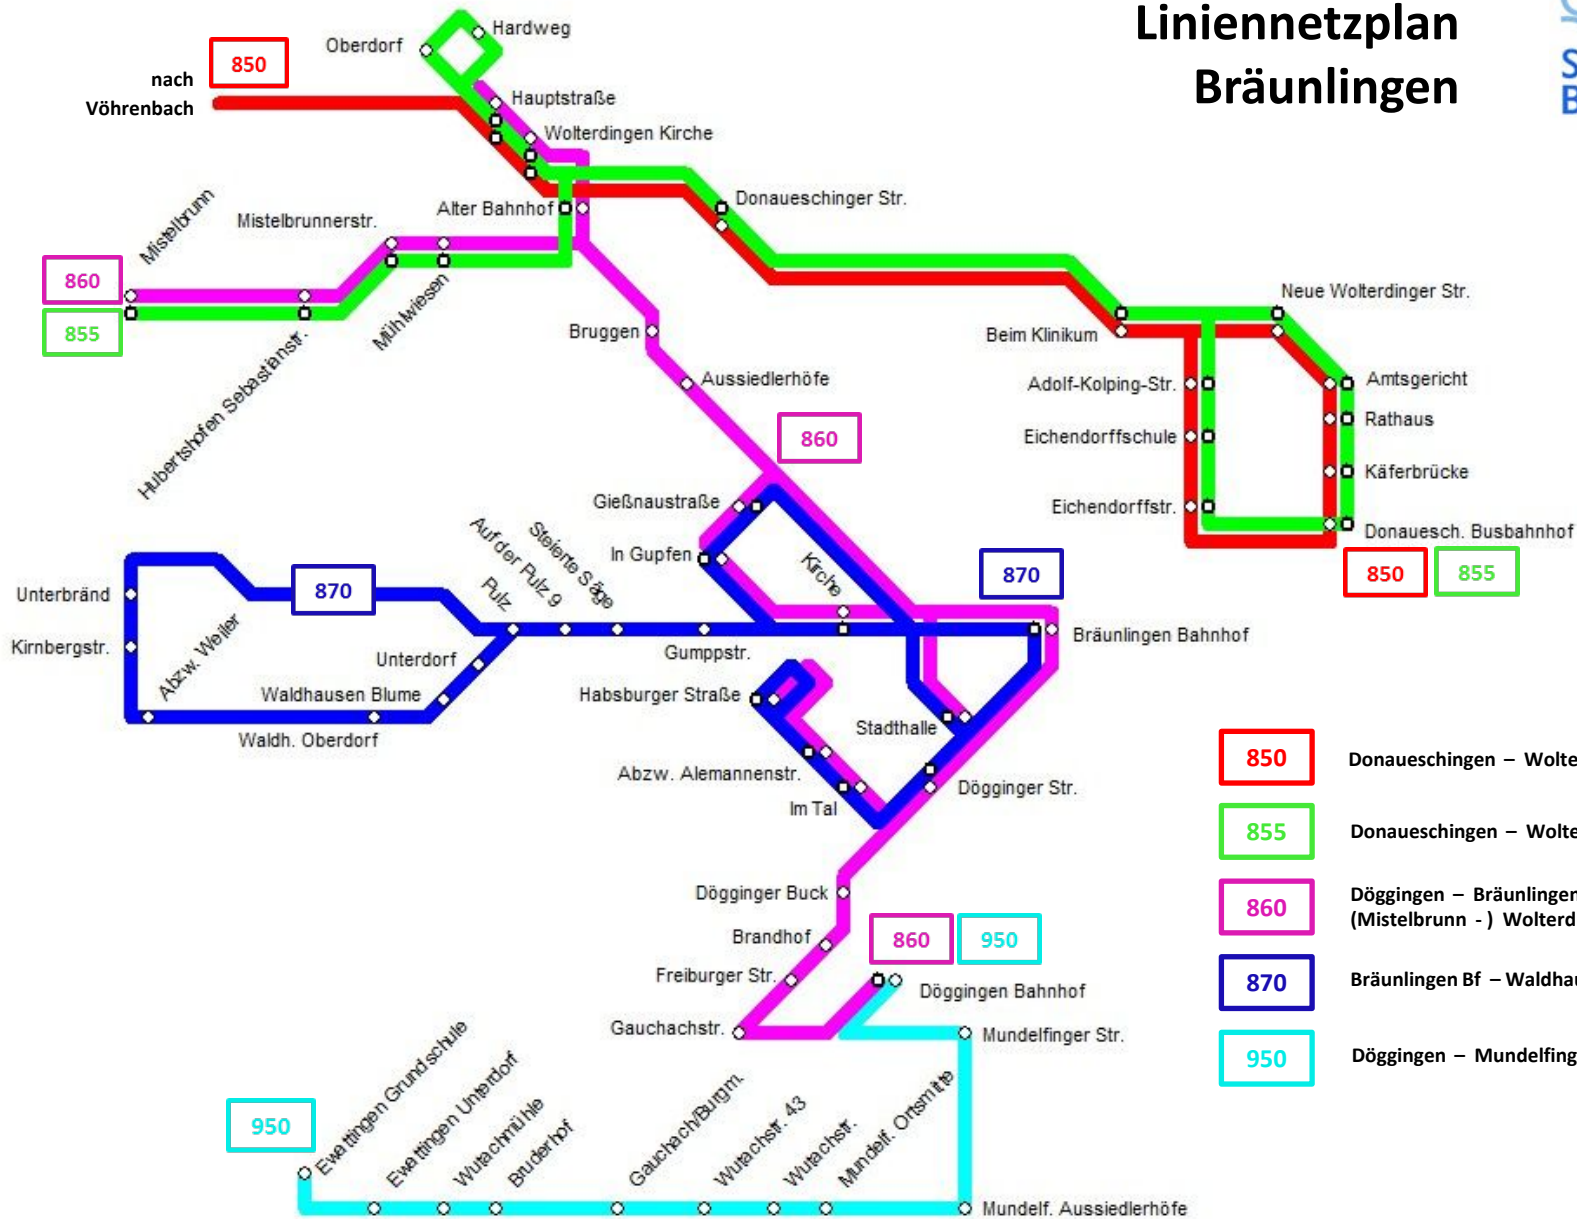 Liniennetzplan
Bräunlingen
S
B
850
nach
Vöhrenbach
Oberdorf
Hardweg
Hauptstraße
Wolterdingen Kirche
Mistelbrunn
Mistelbrunnerstr.
Alter Bahnhof
Donaueschinger Str.
860
855
Hubertshofen Sebastianstr.
Mühlwiesen
Bruggen
Aussiedlerhöfe
Neue Wolterdinger Str.
Beim Klinikum
Adolf-Kolping-Str.
Amtsgericht
Rathaus
Eichendorffschule
Käferbrücke
Eichendorffstr.
Donauesch. Busbahnhof
850
855
860
Gießnaustraße
In Gupfen
Kirche
870
Steierte Säge
Auf der Pulz 9
Pulz
870
Unterbränd
Kirnbergstr.
Abzw. Weiler
Unterdorf
Waldhausen Blume
Waldh. Oberdorf
Gumppstr.
Bräunlingen Bahnhof
Habsburger Straße
Stadthalle
Abzw. Alemannenstr.
Im Tal
Dögginger Str.
Dögginger Buck
Brandhof
Freiburger Str.
Gauchachstr.
860
950
Döggingen Bahnhof
Mundelfinger Str.
950
Ewattingen Grundschule
Ewattingen Unterdorf
Wutachmühle
Bruderhof
Gauchach/Burgm.
Wutachstr. 43
Wutachstr.
Mundelf. Ortsmitte
Mundelf. Aussiedlerhöfe
850 Donaueschingen – Wolte
855 Donaueschingen – Wolte
860 Döggingen – Bräunlingen
(Mistelbrunn - ) Wolterd
870 Bräunlingen Bf – Waldhau
950 Döggingen – Mundelfing